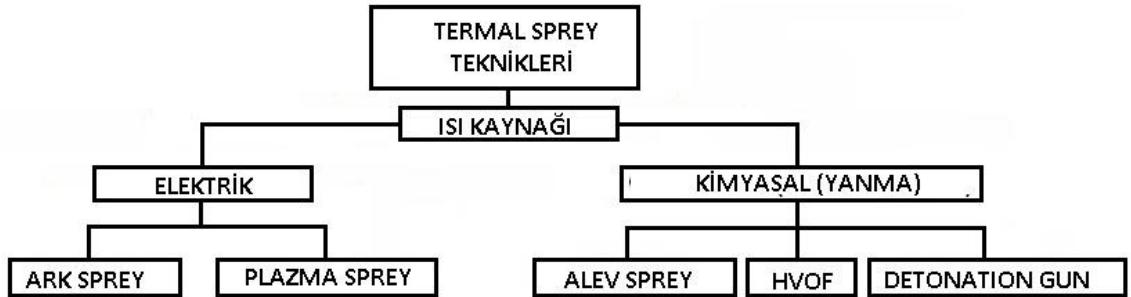 TERMAL SPREY
TEKNİKLERİ
ISI KAYNAĞI
ELEKTRİK
KİMYASAL (YANMA)
ARK SPREY
PLAZMA SPREY
ALEV SPREY
HVOF
DETONATION GUN